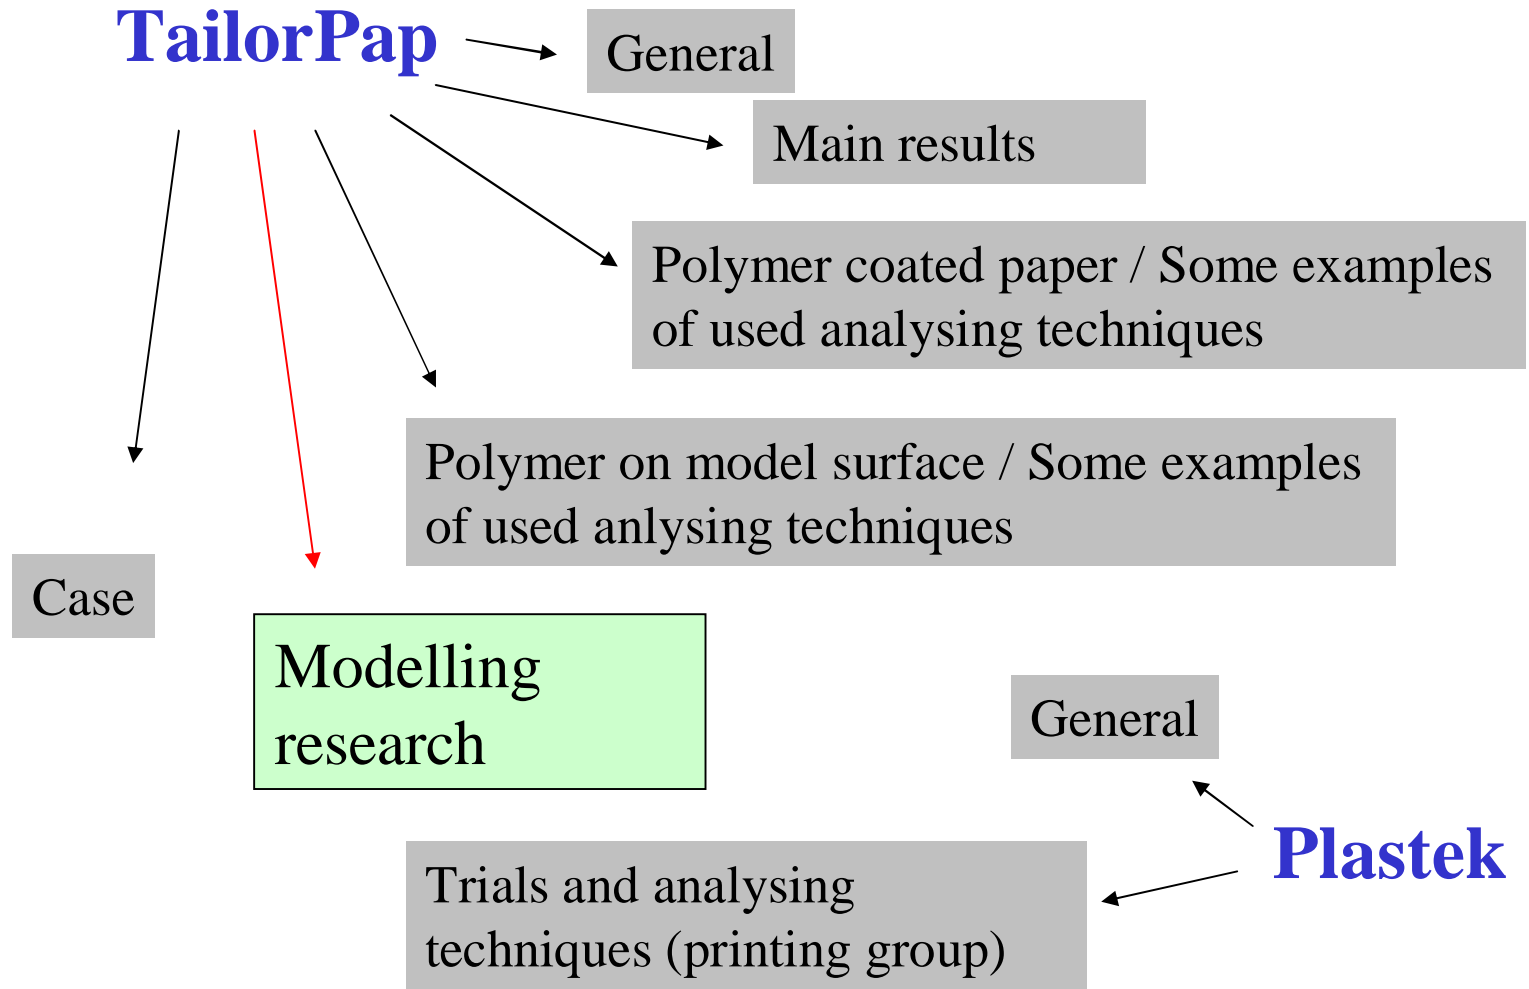 TailorPap
General
Main results
Polymer coated paper / Some examples
of used analysing techniques
Polymer on model surface / Some examples
of used anlysing techniques
Case
Modelling
research
General
Plastek
Trials and analysing
techniques (printing group)